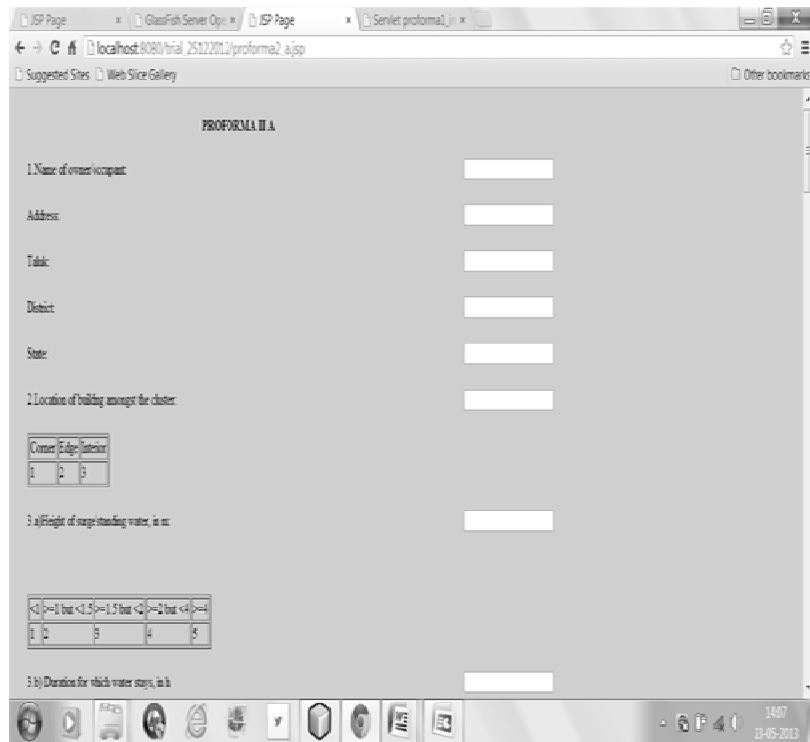 JSP Page
GlassFish Server Ope
JSP Page
Servlet proforma1_in
localhost:8080/trial_25122012/proforma2_a.jsp
Suggested Sites
Web Slice Gallery
Other bookmarks
PROFORMA II A
1.Name of owner/occupant:
Address:
Taluk:
District:
State:
2.Location of building amongst the cluster:
Corner Edge Interior
1 2 3
3.a)Height of surge/standing water, in m:
<1 >=1 but <1.5 >=1.5 but <2 >=2 but <4 >=4
1 2 3 4 5
3.b) Duration for which water stays, in h
14:07
23-05-2013